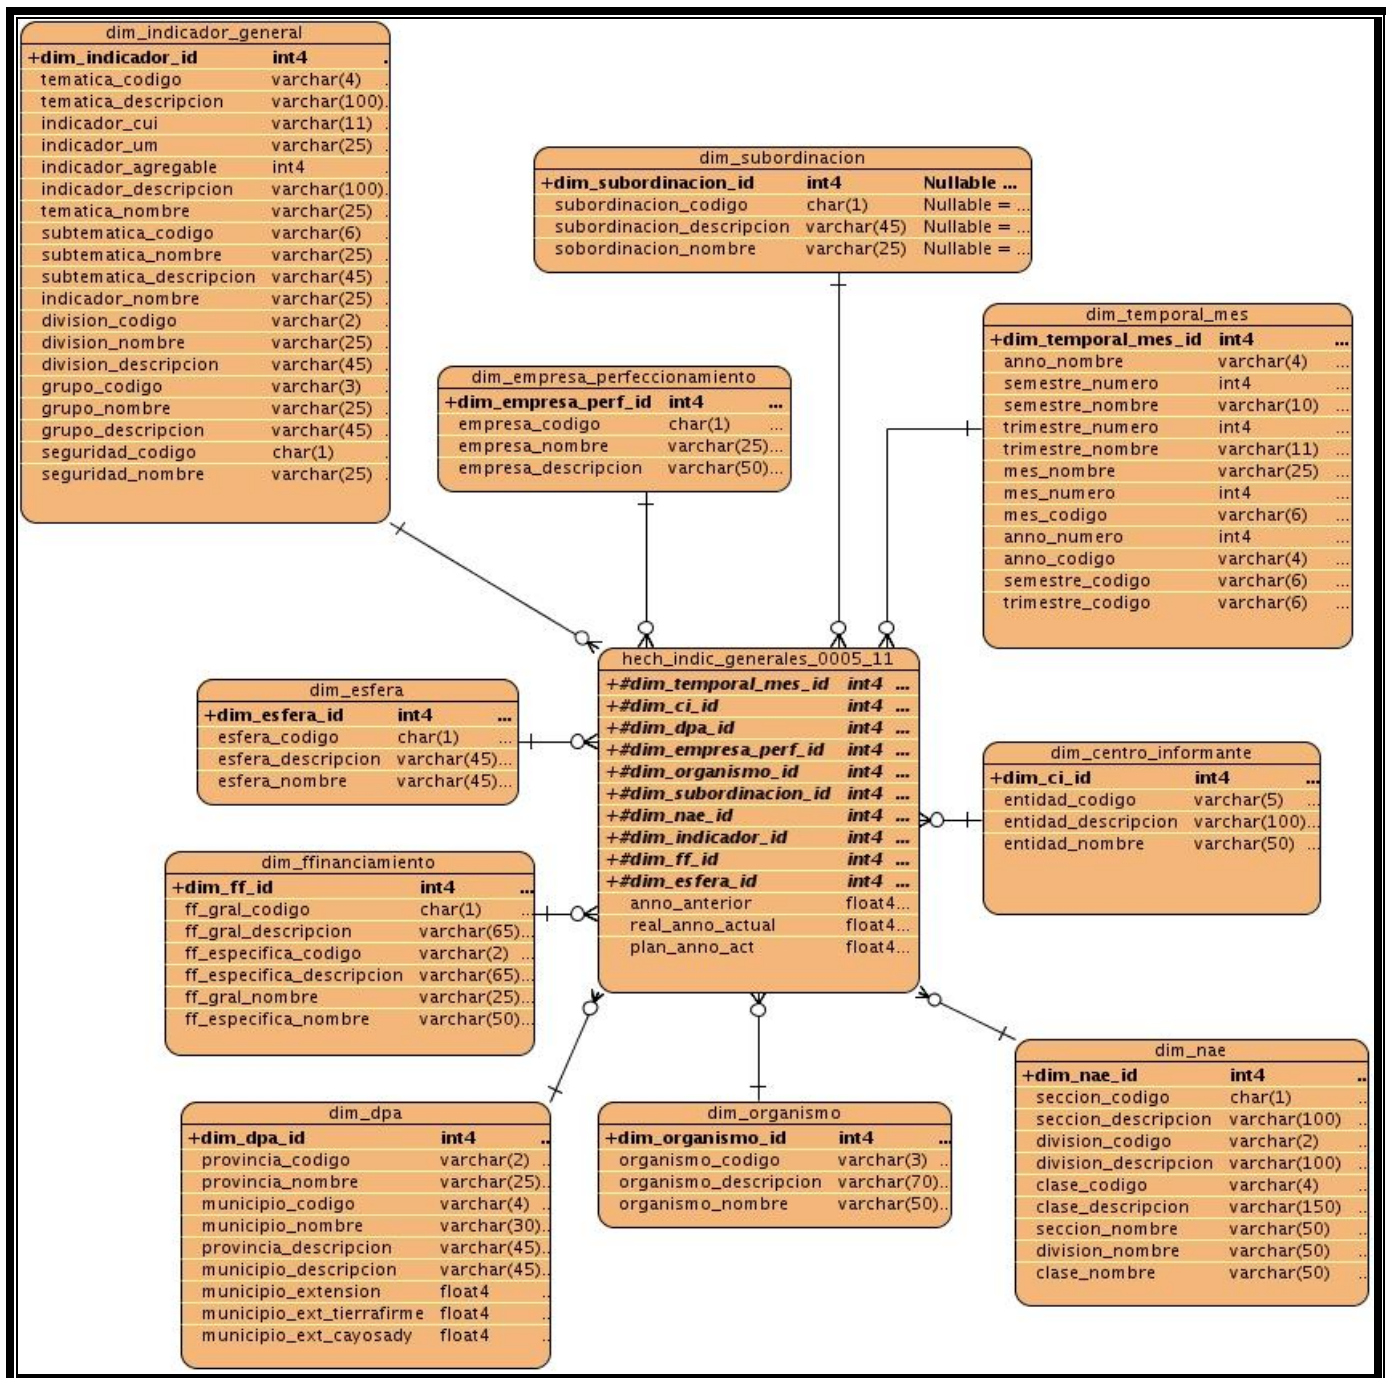 dim_indicador_general
+dim_indicador_id int4 .
tematica_codigo varchar(4) .
tematica_descripcion varchar(100).
indicador_cui varchar(11) .
indicador_um varchar(25) .
indicador_agregable int4 .
indicador_descripcion varchar(100).
tematica_nombre varchar(25) .
subtematica_codigo varchar(6) .
subtematica_nombre varchar(25) .
subtematica_descripcion varchar(45) .
indicador_nombre varchar(25) .
division_codigo varchar(2) .
division_nombre varchar(25) .
division_descripcion varchar(45) .
grupo_codigo varchar(3) .
grupo_nombre varchar(25) .
grupo_descripcion varchar(45) .
seguridad_codigo char(1) .
seguridad_nombre varchar(25) .
dim_subordinacion
+dim_subordinacion_id int4 Nullable ...
subordinacion_codigo char(1) Nullable = ...
subordinacion_descripcion varchar(45) Nullable = ...
sobordinacion_nombre varchar(25) Nullable = ...
dim_temporal_mes
+dim_temporal_mes_id int4 ...
anno_nombre varchar(4) ...
semestre_numero int4 ...
semestre_nombre varchar(10) ...
trimestre_numero int4 ...
trimestre_nombre varchar(11) ...
mes_nombre varchar(25) ...
mes_numero int4 ...
mes_codigo varchar(6) ...
anno_numero int4 ...
anno_codigo varchar(4) ...
semestre_codigo varchar(6) ...
trimestre_codigo varchar(6) ...
dim_empresa_perfeccionamiento
+dim_empresa_perf_id int4 ...
empresa_codigo char(1) ...
empresa_nombre varchar(25)...
empresa_descripcion varchar(50)...
hech_indic_generales_0005_11
+#dim_temporal_mes_id int4 ...
+#dim_ci_id int4 ...
+#dim_dpa_id int4 ...
+#dim_empresa_perf_id int4 ...
+#dim_organismo_id int4 ...
+#dim_subordinacion_id int4 ...
+#dim_nae_id int4 ...
+#dim_indicador_id int4 ...
+#dim_ff_id int4 ...
+#dim_esfera_id int4 ...
anno_anterior float4...
real_anno_actual float4...
plan_anno_act float4...
dim_esfera
+dim_esfera_id int4 ...
esfera_codigo char(1) ...
esfera_descripcion varchar(45)...
esfera_nombre varchar(45)...
dim_centro_informante
+dim_ci_id int4 ...
entidad_codigo varchar(5) ...
entidad_descripcion varchar(100)...
entidad_nombre varchar(50) ...
dim_ffinanciamiento
+dim_ff_id int4 ...
ff_gral_codigo char(1) ...
ff_gral_descripcion varchar(65)...
ff_especifica_codigo varchar(2) ...
ff_especifica_descripcion varchar(65)...
ff_gral_nombre varchar(25)...
ff_especifica_nombre varchar(50)...
dim_dpa
+dim_dpa_id int4 ..
provincia_codigo varchar(2) ..
provincia_nombre varchar(25)..
municipio_codigo varchar(4) ..
municipio_nombre varchar(30)..
provincia_descripcion varchar(45)..
municipio_descripcion varchar(45)..
municipio_extension float4 ..
municipio_ext_tierrafirme float4 ..
municipio_ext_cayosady float4 ..
dim_organismo
+dim_organismo_id int4 ...
organismo_codigo varchar(3) ..
organismo_descripcion varchar(70)..
organismo_nombre varchar(50)..
dim_nae
+dim_nae_id int4 ..
seccion_codigo char(1) ..
seccion_descripcion varchar(100) ..
division_codigo varchar(2) ..
division_descripcion varchar(100) ..
clase_codigo varchar(4) ..
clase_descripcion varchar(150) ..
seccion_nombre varchar(50) ..
division_nombre varchar(50) ..
clase_nombre varchar(50) ..